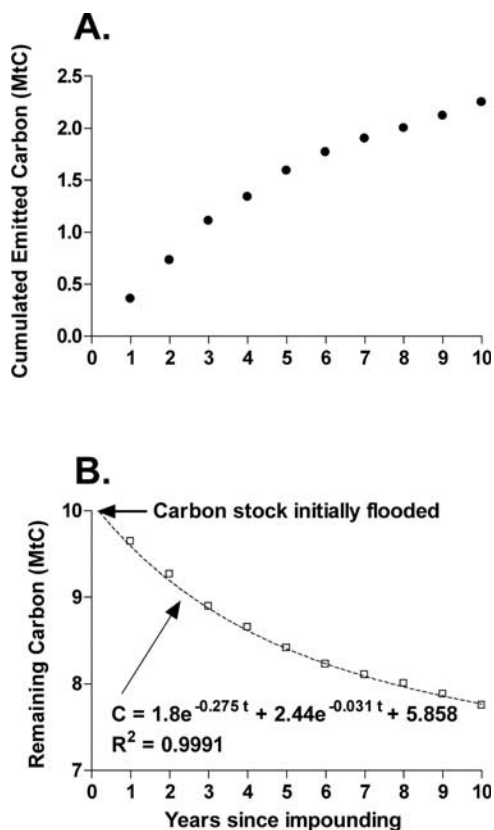 A.
Cumulated Emitted Carbon (MtC)
2.5
2.0
1.5
1.0
0.5
0.0
0 1 2 3 4 5 6 7 8 9 10
B.
Remaining Carbon (MtC)
10
Carbon stock initially flooded
9
8
C = 1.8e^-0.275 t + 2.44e^-0.031 t + 5.858
R² = 0.9991
7
0 1 2 3 4 5 6 7 8 9 10
Years since impounding